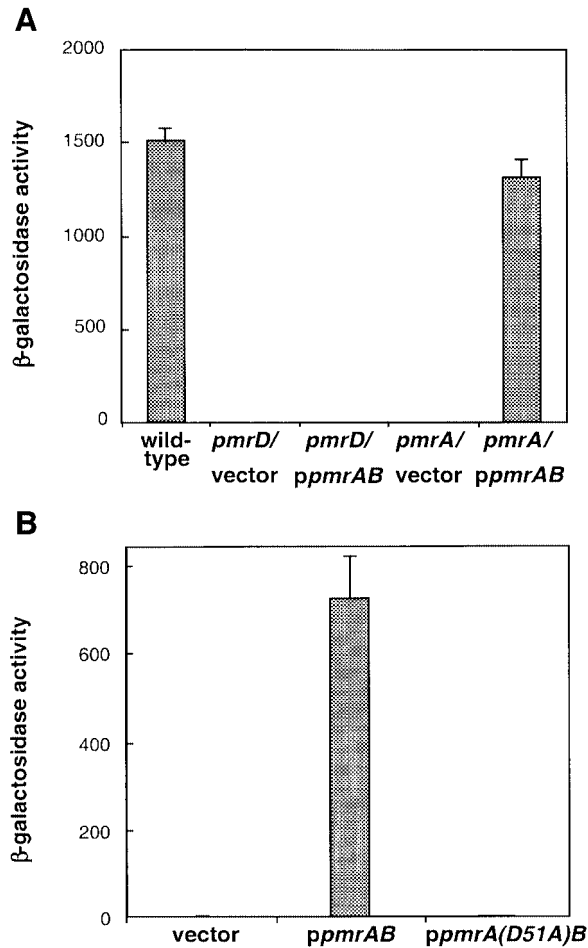 A
β-galactosidase activity
2000
1500
1000
500
0
wild-
type
pmrD/
vector
pmrD/
ppmrAB
pmrA/
vector
pmrA/
ppmrAB
B
β-galactosidase activity
800
600
400
200
0
vector
ppmrAB
ppmrA(D51A)B